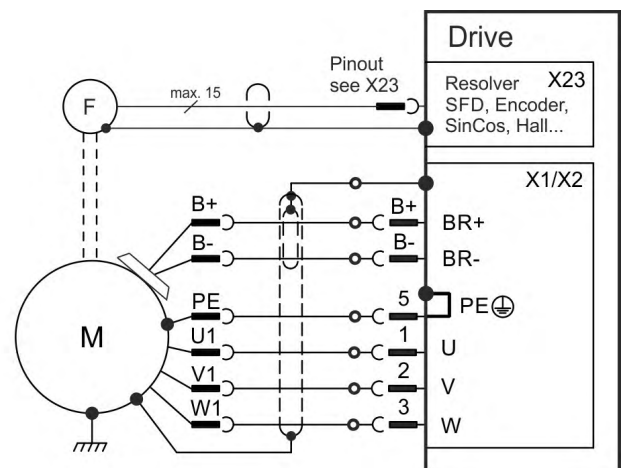 Drive
Pinout
see X23
Resolver X23
SFD, Encoder,
SinCos, Hall...
max. 15
F
X1/X2
B+ B+ BR+
B- B- BR-
PE 5 PE
M
U1 1 U
V1 2 V
W1 3 W